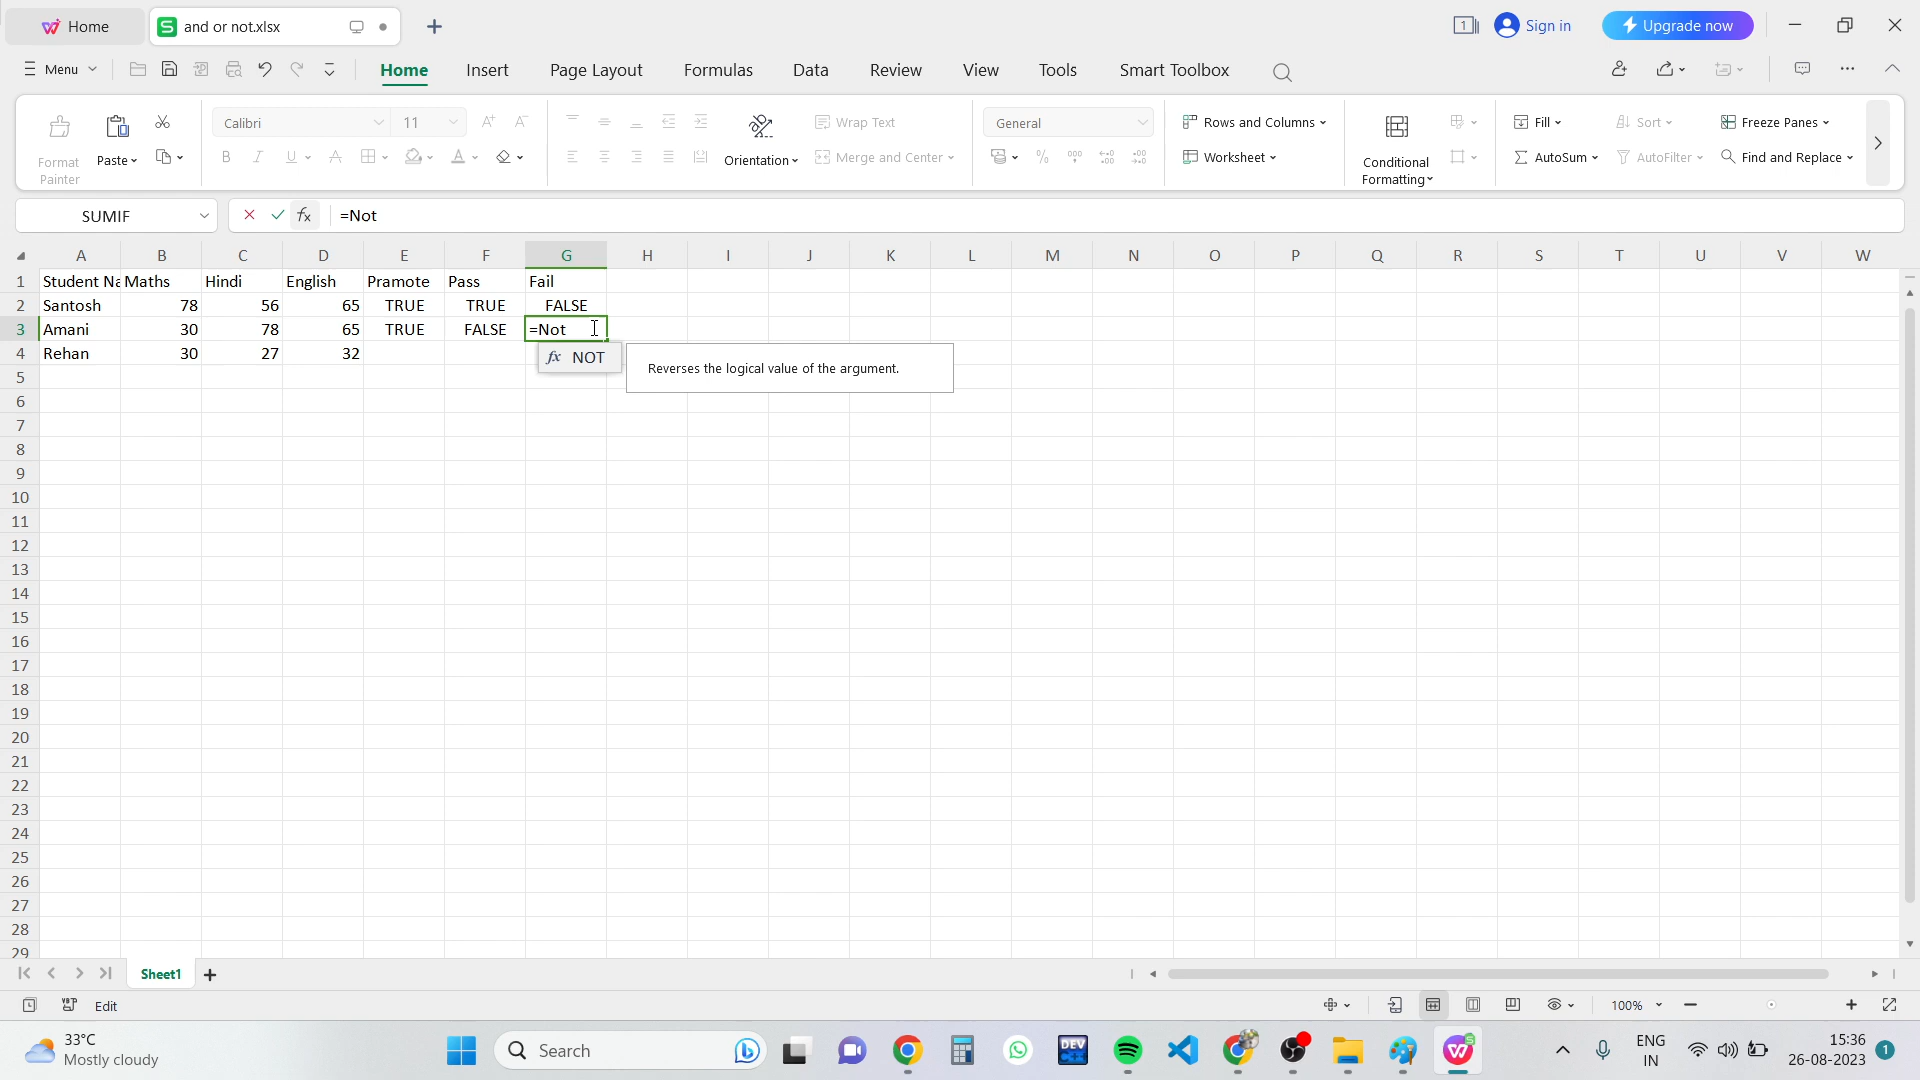 Home
and or not.xlsx
Sign in
Upgrade now
Menu
Home
Insert
Page Layout
Formulas
Data
Review
View
Tools
Smart Toolbox
Format Painter
Paste
Calibri
11
Orientation
Wrap Text
Merge and Center
General
Rows and Columns
Worksheet
Conditional Formatting
Fill
AutoSum
Sort
AutoFilter
Freeze Panes
Find and Replace
SUMIF
fx
=Not
A B C D E F G H I J K L M N O P Q R S T U V W
1 Student Na Maths Hindi English Pramote Pass Fail
2 Santosh 78 56 65 TRUE TRUE FALSE
3 Amani 30 78 65 TRUE FALSE =Not
4 Rehan 30 27 32
fx NOT
Reverses the logical value of the argument.
5
6
7
8
9
10
11
12
13
14
15
16
17
18
19
20
21
22
23
24
25
26
27
28
29
Sheet1
Edit
100%
33°C
Mostly cloudy
Search
DEV
ENG
IN
15:36
26-08-2023
1